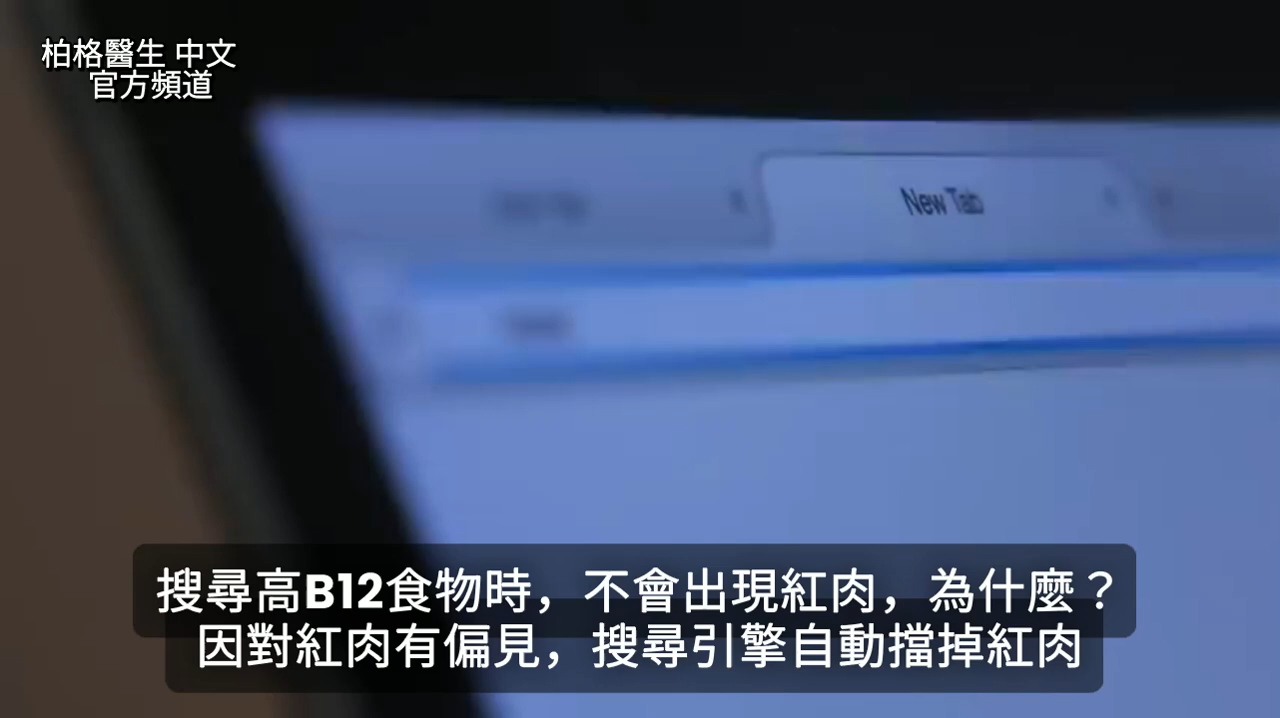 柏格醫生 中文
官方頻道
New Tab
搜尋高B12食物時，不會出現紅肉，為什麼？
因對紅肉有偏見，搜尋引擎自動擋掉紅肉